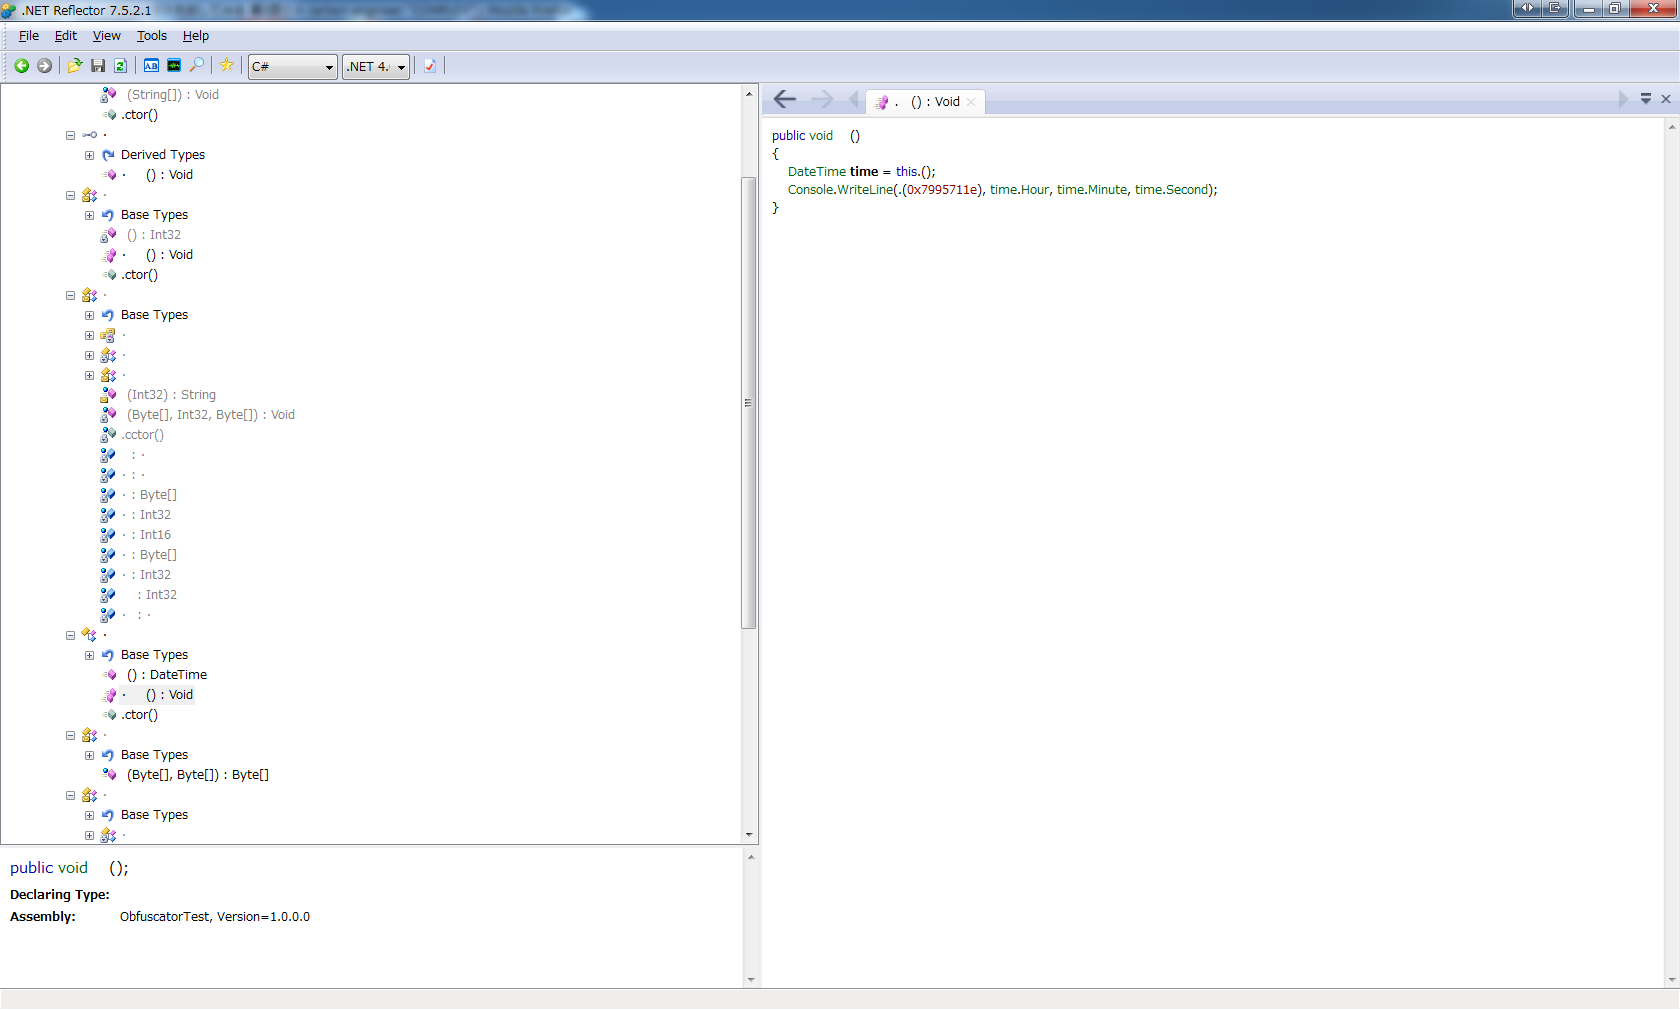 .NET Reflector 7.5.2.1
File Edit View Tools Help
C# .NET 4.
(String[]) : Void
.ctor()
Derived Types
() : Void
Base Types
() : Int32
() : Void
.ctor()
Base Types
(Int32) : String
(Byte[], Int32, Byte[]) : Void
.cctor()
: Byte[]
: Int32
: Int16
: Byte[]
: Int32
: Int32
Base Types
() : DateTime
() : Void
.ctor()
Base Types
(Byte[], Byte[]) : Byte[]
Base Types
public void ();
Declaring Type:
Assembly: ObfuscatorTest, Version=1.0.0.0
. () : Void
public void ()
{
DateTime time = this.();
Console.WriteLine(.(0x7995711e), time.Hour, time.Minute, time.Second);
}